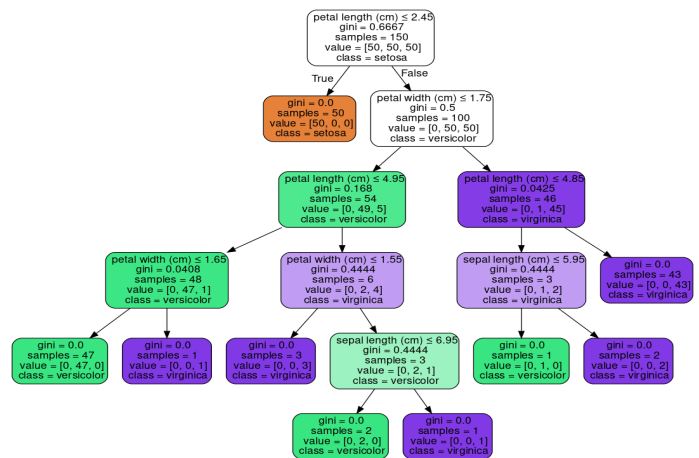 petal length (cm) ≤ 2.45
gini = 0.6667
samples = 150
value = [50, 50, 50]
class = setosa
True
False
gini = 0.0
samples = 50
value = [50, 0, 0]
class = setosa
petal width (cm) ≤ 1.75
gini = 0.5
samples = 100
value = [0, 50, 50]
class = versicolor
petal length (cm) ≤ 4.95
gini = 0.168
samples = 54
value = [0, 49, 5]
class = versicolor
petal length (cm) ≤ 4.85
gini = 0.0425
samples = 46
value = [0, 1, 45]
class = virginica
petal width (cm) ≤ 1.65
gini = 0.0408
samples = 48
value = [0, 47, 1]
class = versicolor
petal width (cm) ≤ 1.55
gini = 0.4444
samples = 6
value = [0, 2, 4]
class = virginica
sepal length (cm) ≤ 5.95
gini = 0.4444
samples = 3
value = [0, 1, 2]
class = virginica
gini = 0.0
samples = 43
value = [0, 0, 43]
class = virginica
gini = 0.0
samples = 47
value = [0, 47, 0]
class = versicolor
gini = 0.0
samples = 1
value = [0, 0, 1]
class = virginica
gini = 0.0
samples = 3
value = [0, 0, 3]
class = virginica
sepal length (cm) ≤ 6.95
gini = 0.4444
samples = 3
value = [0, 2, 1]
class = versicolor
gini = 0.0
samples = 1
value = [0, 1, 0]
class = versicolor
gini = 0.0
samples = 2
value = [0, 0, 2]
class = virginica
gini = 0.0
samples = 2
value = [0, 2, 0]
class = versicolor
gini = 0.0
samples = 1
value = [0, 0, 1]
class = virginica